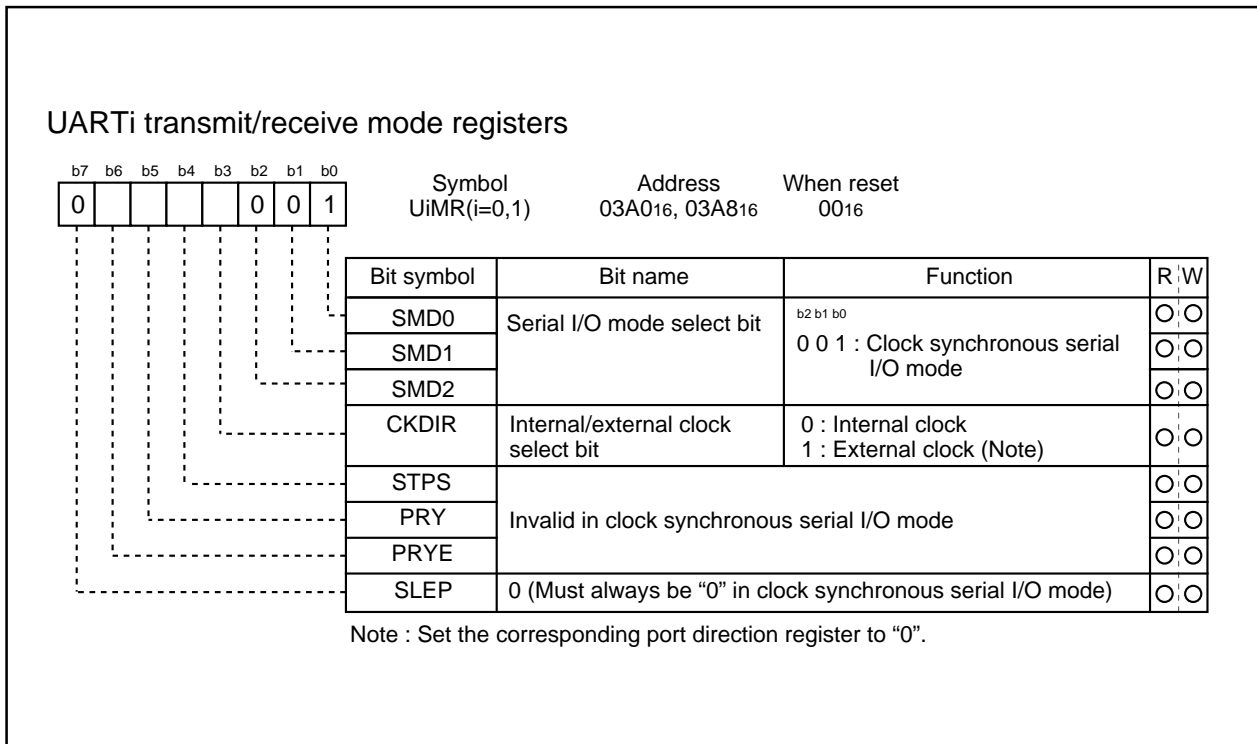 UARTi transmit/receive mode registers
b7 b6 b5 b4 b3 b2 b1 b0
0 0 0 1
Symbol Address When reset
UiMR(i=0,1) 03A016, 03A816 0016
Bit symbol Bit name Function R W
SMD0 Serial I/O mode select bit b2 b1 b0
SMD1 0 0 1 : Clock synchronous serial
I/O mode
SMD2
CKDIR Internal/external clock 0 : Internal clock
select bit 1 : External clock (Note)
STPS
PRY Invalid in clock synchronous serial I/O mode
PRYE
SLEP 0 (Must always be “0” in clock synchronous serial I/O mode)
Note : Set the corresponding port direction register to “0”.